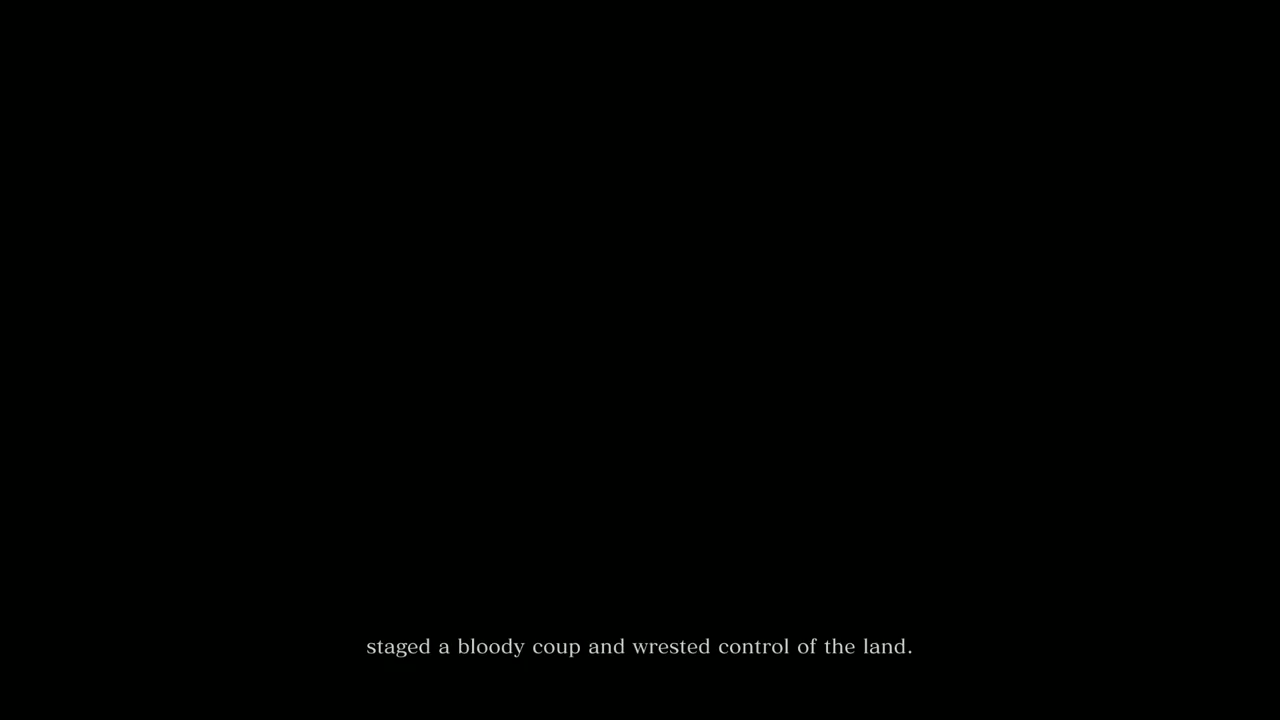 staged a bloody coup and wrested control of the land.